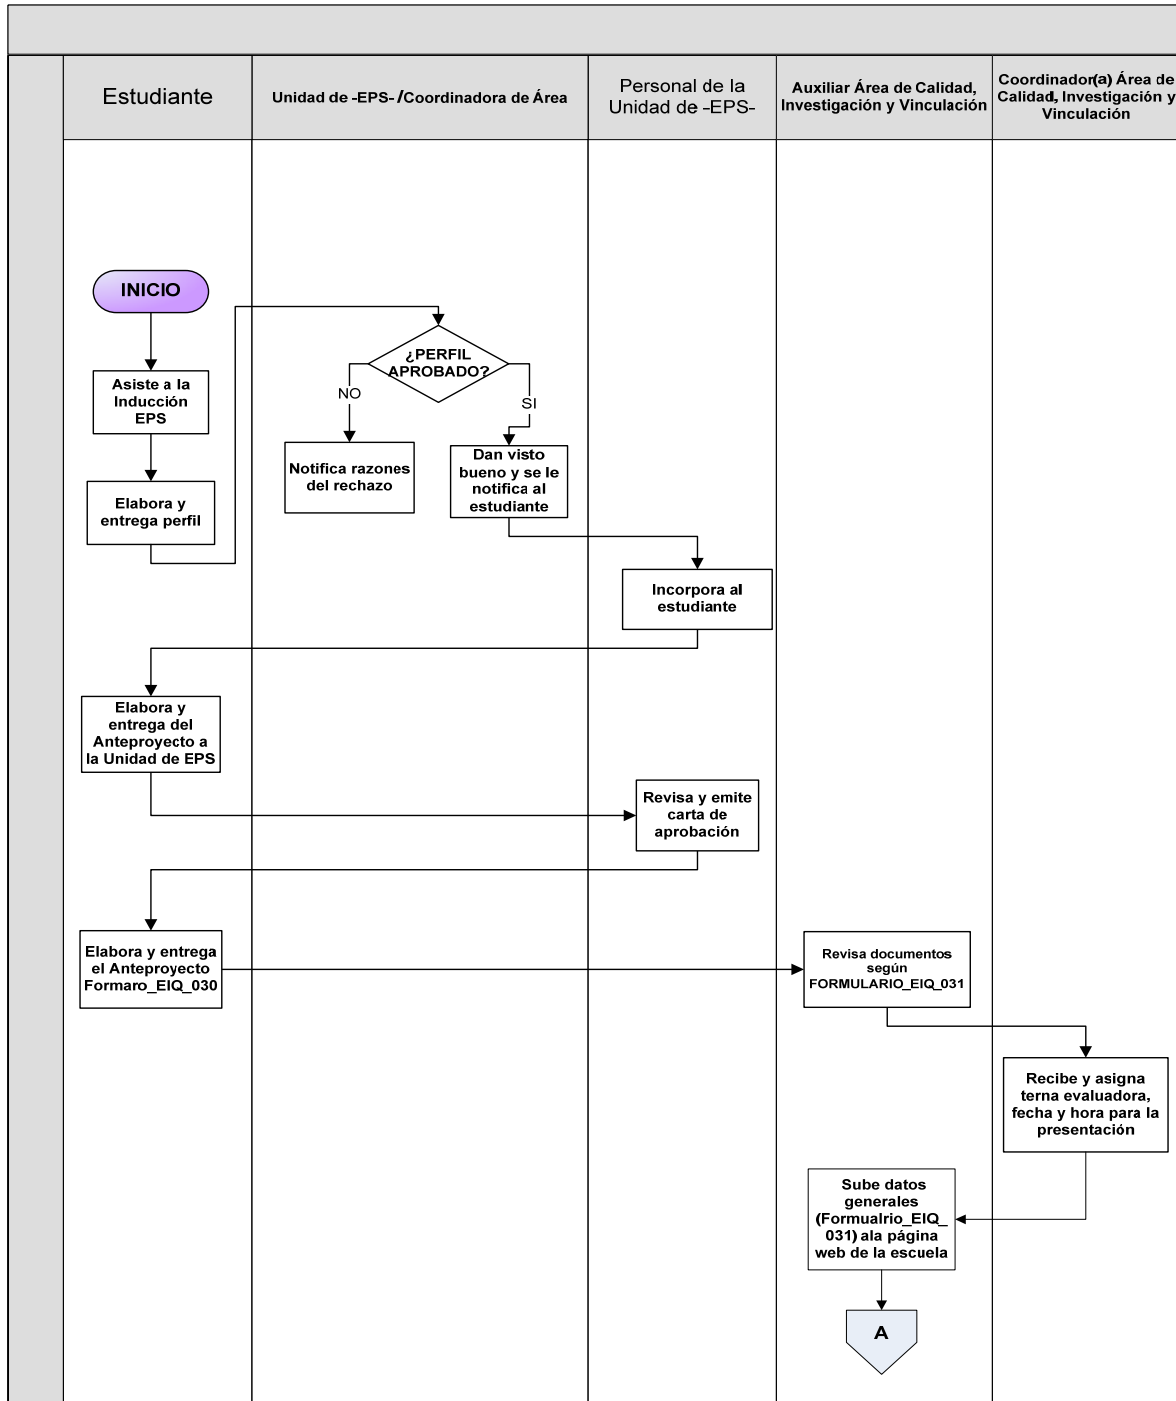 Estudiante
Unidad de -EPS- /Coordinadora de Área
Personal de la
Unidad de -EPS-
Auxiliar Área de Calidad,
Investigación y Vinculación
Coordinador(a) Área de
Calidad, Investigación y
Vinculación
INICIO
Asiste a la
Inducción
EPS
Elabora y
entrega perfil
¿PERFIL
APROBADO?
NO
SI
Notifica razones
del rechazo
Dan visto
bueno y se le
notifica al
estudiante
Incorpora al
estudiante
Elabora y
entrega del
Anteproyecto a
la Unidad de EPS
Revisa y emite
carta de
aprobación
Elabora y entrega
el Anteproyecto
Formaro_EIQ_030
Revisa documentos
según
FORMULARIO_EIQ_031
Recibe y asigna
terna evaluadora,
fecha y hora para la
presentación
Sube datos
generales
(Formualrio_EIQ_
031) ala página
web de la escuela
A